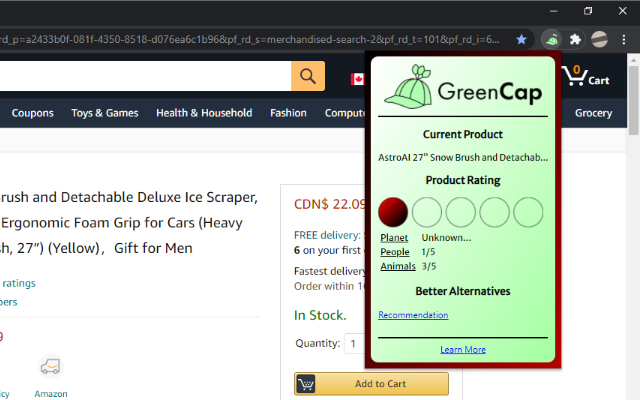 rd_p=a2433b0f-081f-4350-8518-d076ea6c1b96&pf_rd_s=merchandised-search-2&pf_rd_t=101&pf_rd_i=6...
0
Cart
Coupons Toys & Games Health & Household Fashion Compute Grocery
GreenCap
Current Product
AstroAI 27" Snow Brush and Detachab...
Product Rating
Planet Unknown...
People 1/5
Animals 3/5
Better Alternatives
Recommendation
Learn More
rush and Detachable Deluxe Ice Scraper,
Ergonomic Foam Grip for Cars (Heavy
sh, 27") (Yellow), Gift for Men
ratings
pers
9
Amazon
CDN$ 22.09
FREE delivery:
6 on your first
Fastest delivery
Order within 10
In Stock.
Quantity: 1
Add to Cart